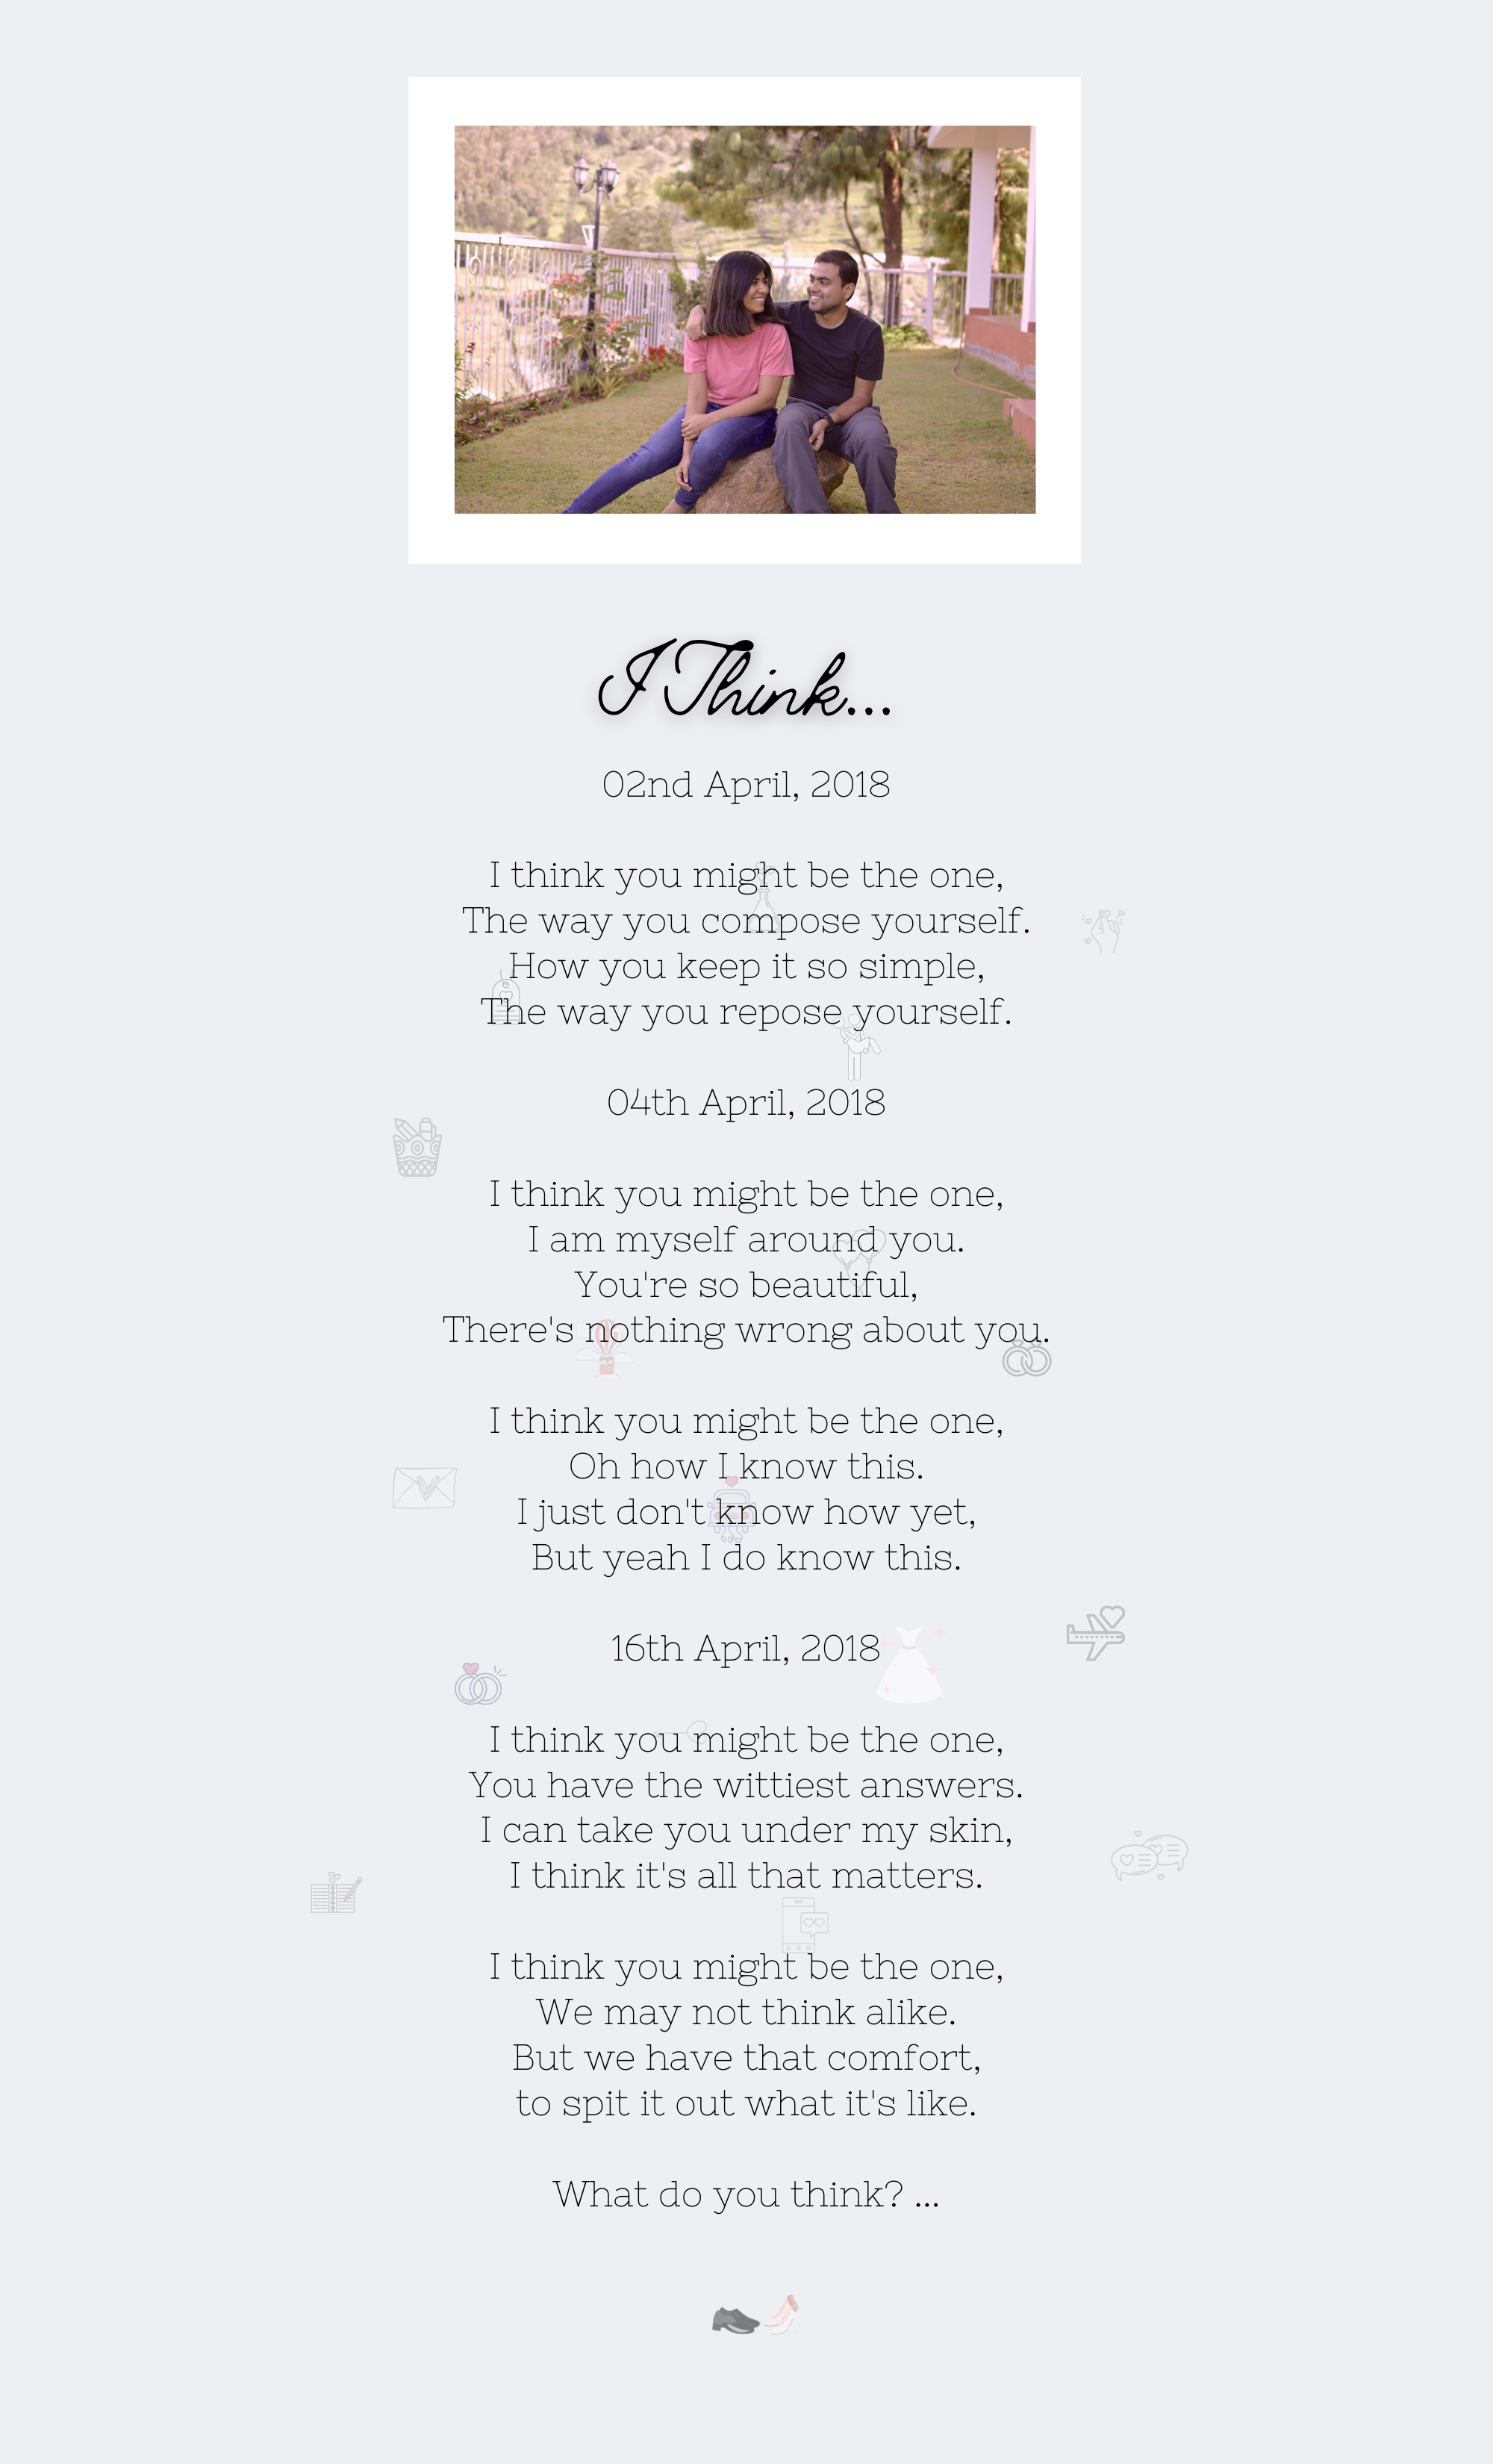 I Think...
02nd April, 2018
I think you might be the one,
The way you compose yourself.
How you keep it so simple,
The way you repose yourself.
04th April, 2018
I think you might be the one,
I am myself around you.
You're so beautiful,
There's nothing wrong about you.
I think you might be the one,
Oh how I know this.
I just don't know how yet,
But yeah I do know this.
16th April, 2018
I think you might be the one,
You have the wittiest answers.
I can take you under my skin,
I think it's all that matters.
I think you might be the one,
We may not think alike.
But we have that comfort,
to spit it out what it's like.
What do you think? ...